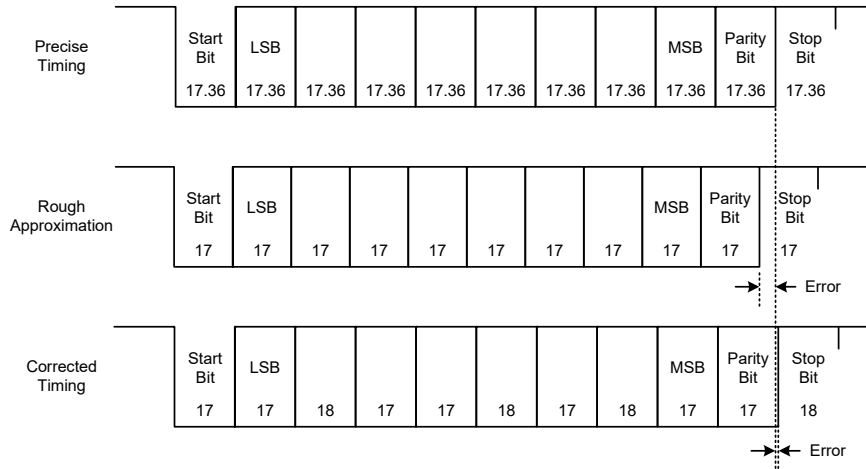 Precise
Timing
Start
Bit
LSB
MSB
Parity
Bit
Stop
Bit
17.36 17.36 17.36 17.36 17.36 17.36 17.36 17.36 17.36 17.36 17.36
Rough
Approximation
Start
Bit
LSB
MSB
Parity
Bit
Stop
Bit
17 17 17 17 17 17 17 17 17 17 17
Error
Corrected
Timing
Start
Bit
LSB
MSB
Parity
Bit
Stop
Bit
17 17 18 17 17 18 17 18 17 17 18
Error